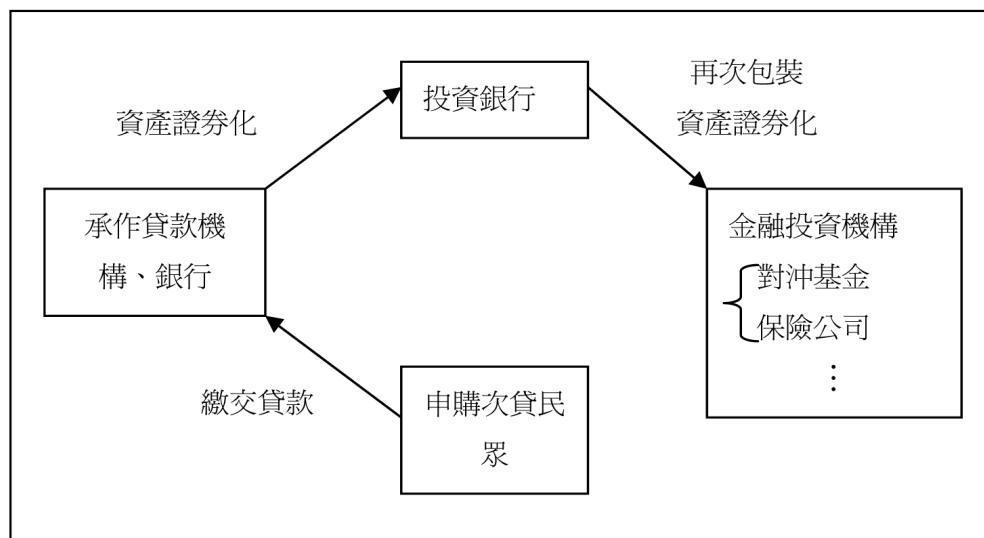 再次包裝
投資銀行
資產證券化
資產證券化
承作貸款機
構、銀行
金融投資機構
對沖基金
保險公司
⋮
繳交貸款
申購次貸民
眾